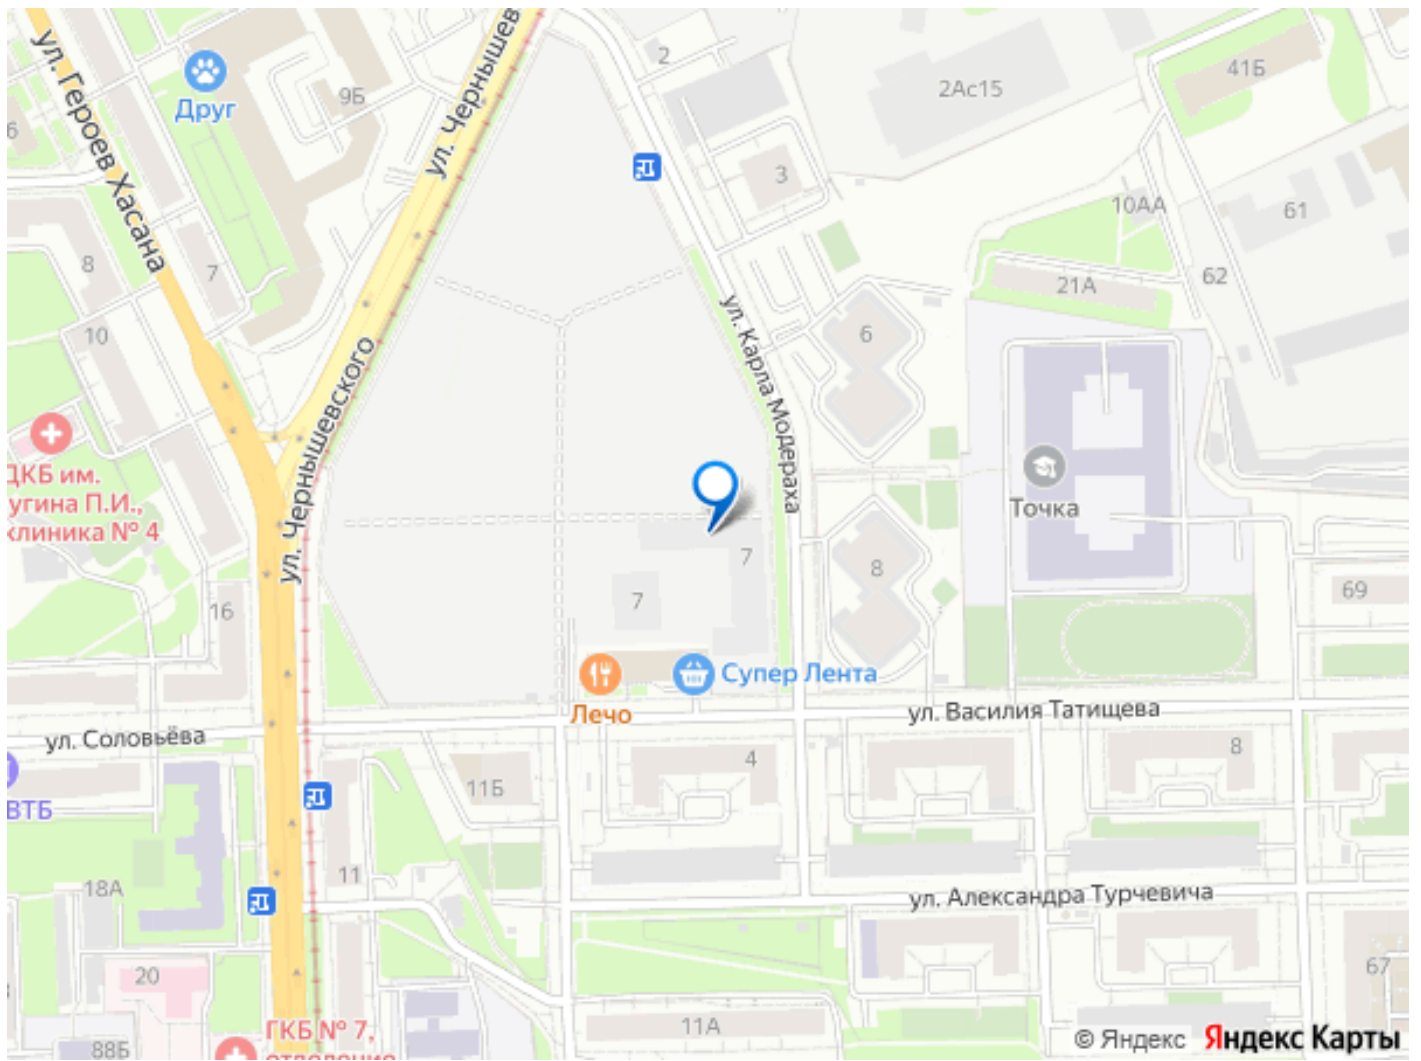 ул. Героев Хасана
Друг
9Б
ул. Чернышев
2
2Ас15
41Б
3
6
10АА
61
8
7
62
21А
10
ул. Карла Модераха
6
ул. Чернышевского
ДКБ им.
угина П.И.,
клиника № 4
Точка
7
8
7
69
16
Супер Лента
Лечо
ул. Василия Татищева
ул. Соловьёва
4
8
11Б
ВТБ
11
18А
ул. Александра Турчевича
20
67
11А
ГКБ № 7,
отделение
88Б
© Яндекс Яндекс Карты